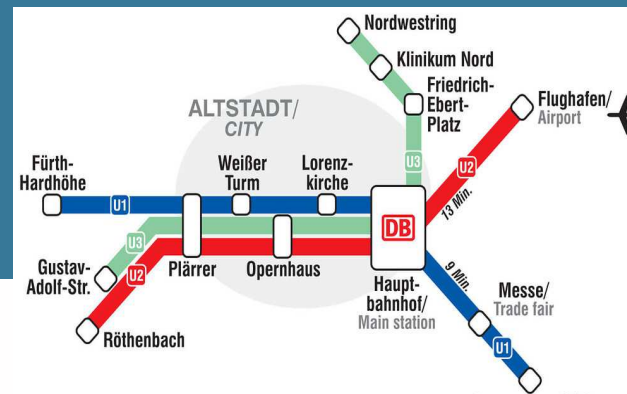 Nordwestring
Klinikum Nord
Friedrich-
Ebert-
Platz
Flughafen/
Airport
ALTSTADT/
CITY
Fürth-
Hardhöhe
Weißer
Turm
Lorenz-
kirche
U3
U2
13 Min.
U1
DB
U3
U2
Gustav-
Adolf-Str.
Plärrer
Opernhaus
Haupt-
bahnhof/
Main station
9 Min.
Messe/
Trade fair
U1
Röthenbach